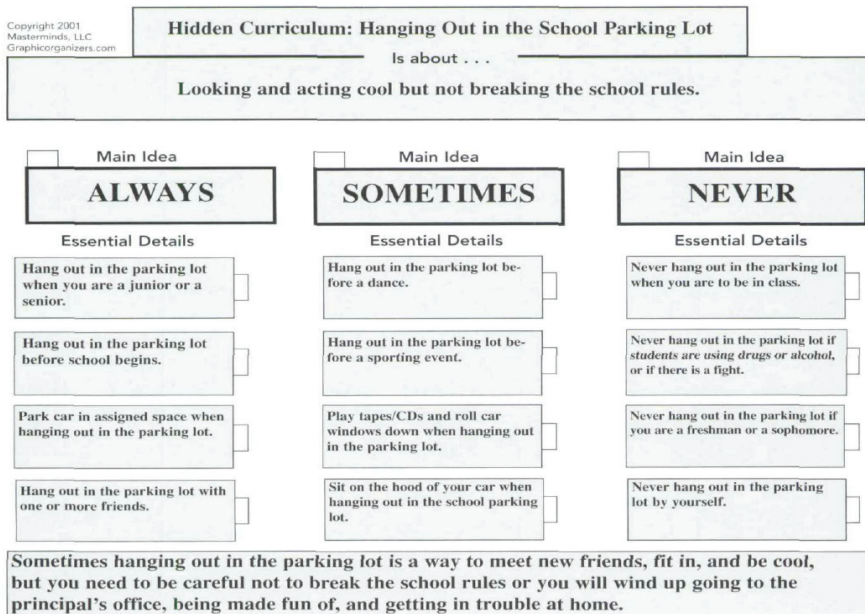 Copyright 2001
Masterminds, LLC
Graphicorganizers.com
Hidden Curriculum: Hanging Out in the School Parking Lot
Is about . . .
Looking and acting cool but not breaking the school rules.
Main Idea
ALWAYS
Essential Details
Hang out in the parking lot
when you are a junior or a
senior.
Hang out in the parking lot
before school begins.
Park car in assigned space when
hanging out in the parking lot.
Hang out in the parking lot with
one or more friends.
Main Idea
SOMETIMES
Essential Details
Hang out in the parking lot be-
fore a dance.
Hang out in the parking lot be-
fore a sporting event.
Play tapes/CDs and roll car
windows down when hanging out
in the parking lot.
Sit on the hood of your car when
hanging out in the school parking
lot.
Main Idea
NEVER
Essential Details
Never hang out in the parking lot
when you are to be in class.
Never hang out in the parking lot if
students are using drugs or alcohol,
or if there is a fight.
Never hang out in the parking lot if
you are a freshman or a sophomore.
Never hang out in the parking
lot by yourself.
Sometimes hanging out in the parking lot is a way to meet new friends, fit in, and be cool,
but you need to be careful not to break the school rules or you will wind up going to the
principal's office, being made fun of, and getting in trouble at home.